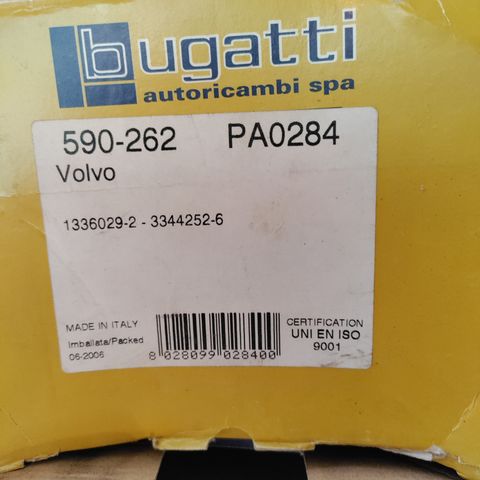 bugatti
autoricambi spa
590-262 PA0284
Volvo
1336029-2 - 3344252-6
MADE IN ITALY
Imballata/Packed
06-2006
8 028099 028400
CERTIFICATION
UNI EN ISO
9001